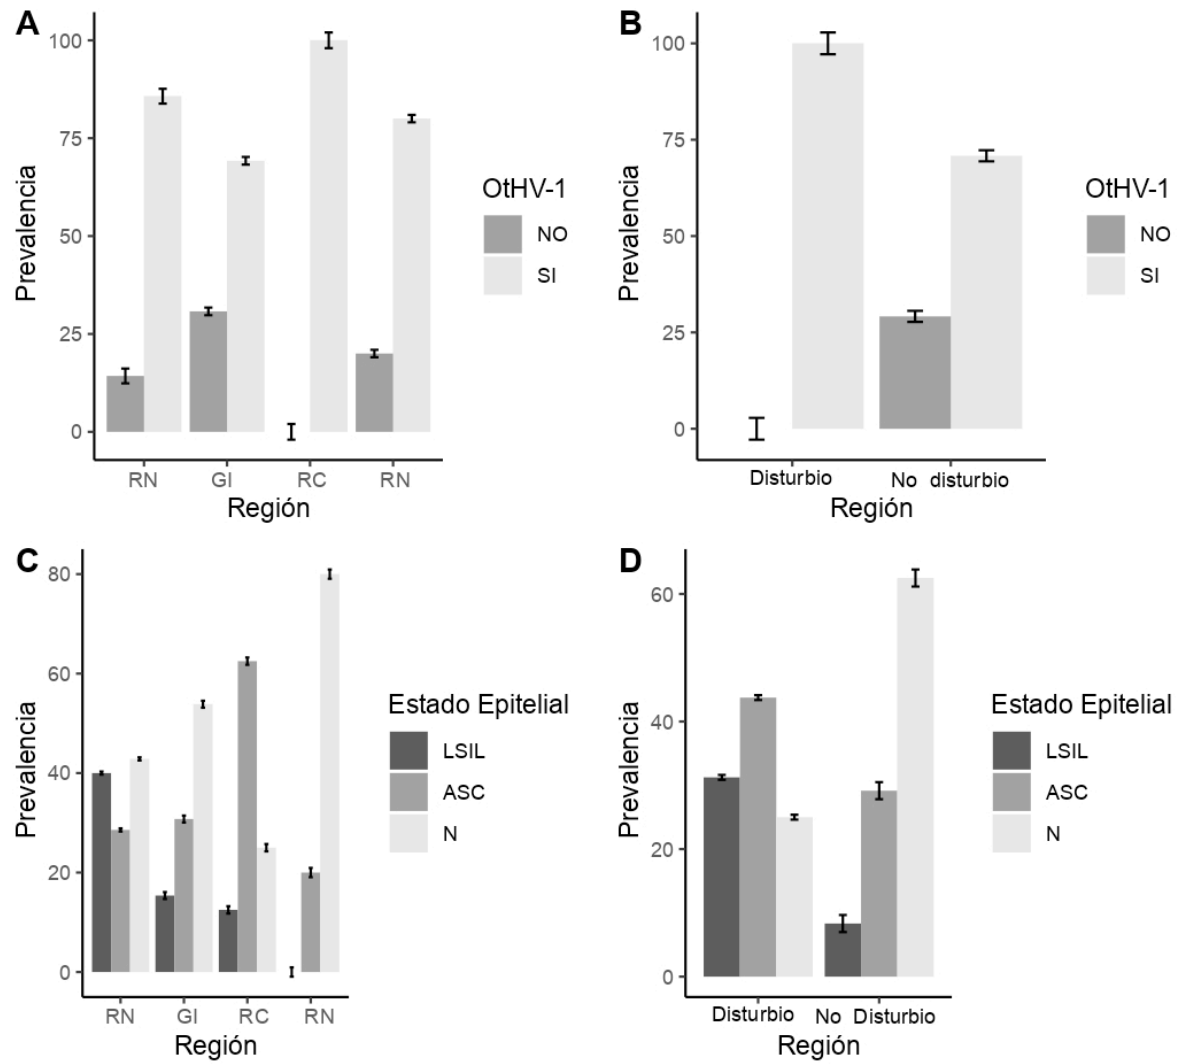 A
Prevalencia
100
75
50
25
0
RN GI RC RN
Región
OtHV-1
NO
SI
B
Prevalencia
100
75
50
25
0
Disturbio No disturbio
Región
OtHV-1
NO
SI
C
Prevalencia
80
60
40
20
0
RN GI RC RN
Región
Estado Epitelial
LSIL
ASC
N
D
Prevalencia
60
40
20
0
Disturbio No Disturbio
Región
Estado Epitelial
LSIL
ASC
N